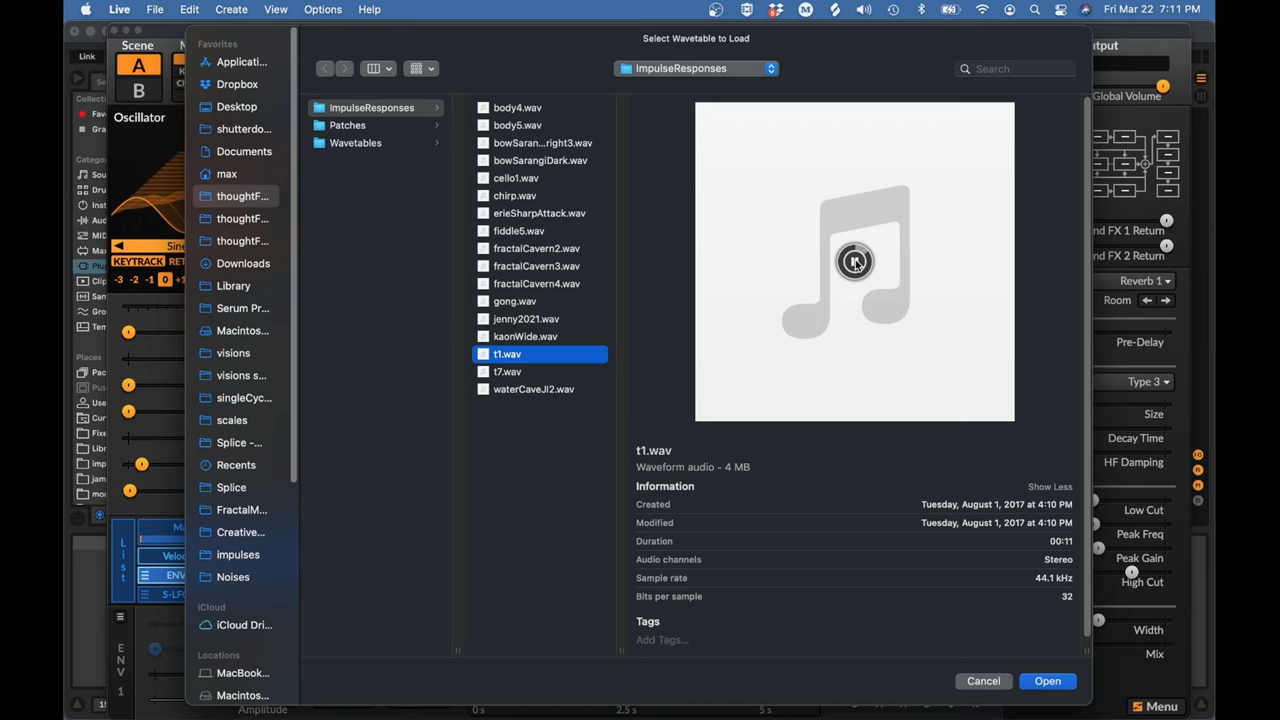 Live File Edit Create View Options Help
Fri Mar 22 7:11 PM
Select Wavetable to Load
Link
Scene
A
B
Oscillator
KEYTRACK
-3 -2 -1 0
Favorites
Applicati...
Dropbox
Desktop
shutterdo...
Documents
max
thoughtF...
thoughtF...
thoughtF...
Downloads
Library
Serum Pr...
Macintos...
visions
visions s...
singleCyc...
scales
Splice -...
Recents
Splice
FractalM...
Creative...
impulses
Noises
iCloud
iCloud Dri...
Locations
MacBook...
Macintos...
ImpulseResponses
Search
ImpulseResponses
Patches
Wavetables
body4.wav
body5.wav
bowSaran...right3.wav
bowSarangiDark.wav
cello1.wav
chirp.wav
erieSharpAttack.wav
fiddle5.wav
fractalCavern2.wav
fractalCavern3.wav
fractalCavern4.wav
gong.wav
jenny2021.wav
kaonWide.wav
t1.wav
t7.wav
waterCaveJI2.wav
t1.wav
Waveform audio - 4 MB
Information Show Less
Created Tuesday, August 1, 2017 at 4:10 PM
Modified Tuesday, August 1, 2017 at 4:10 PM
Duration 00:11
Audio channels Stereo
Sample rate 44.1 kHz
Bits per sample 32
Tags
Add Tags...
Cancel Open
Global Volume
nd FX 1 Return
nd FX 2 Return
Reverb 1
Room
Pre-Delay
Type 3
Size
Decay Time
HF Damping
Low Cut
Peak Freq
Peak Gain
High Cut
Width
Mix
Menu
List
ENV
S-LF
ENV 1
Amplitude 0 s 2.5 s 5 s